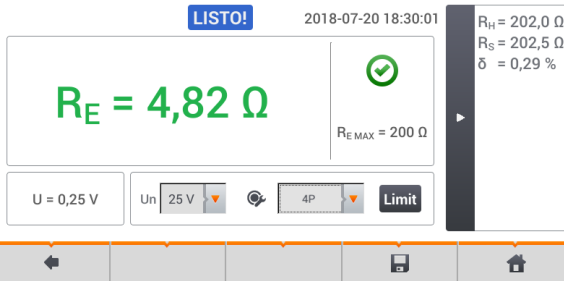 LISTO! 2018-07-20 18:30:01
RE = 4,82 Ω
RE MAX = 200 Ω
U = 0,25 V
Un 25 V 4P Limit
RH = 202,0 Ω
RS = 202,5 Ω
δ = 0,29 %